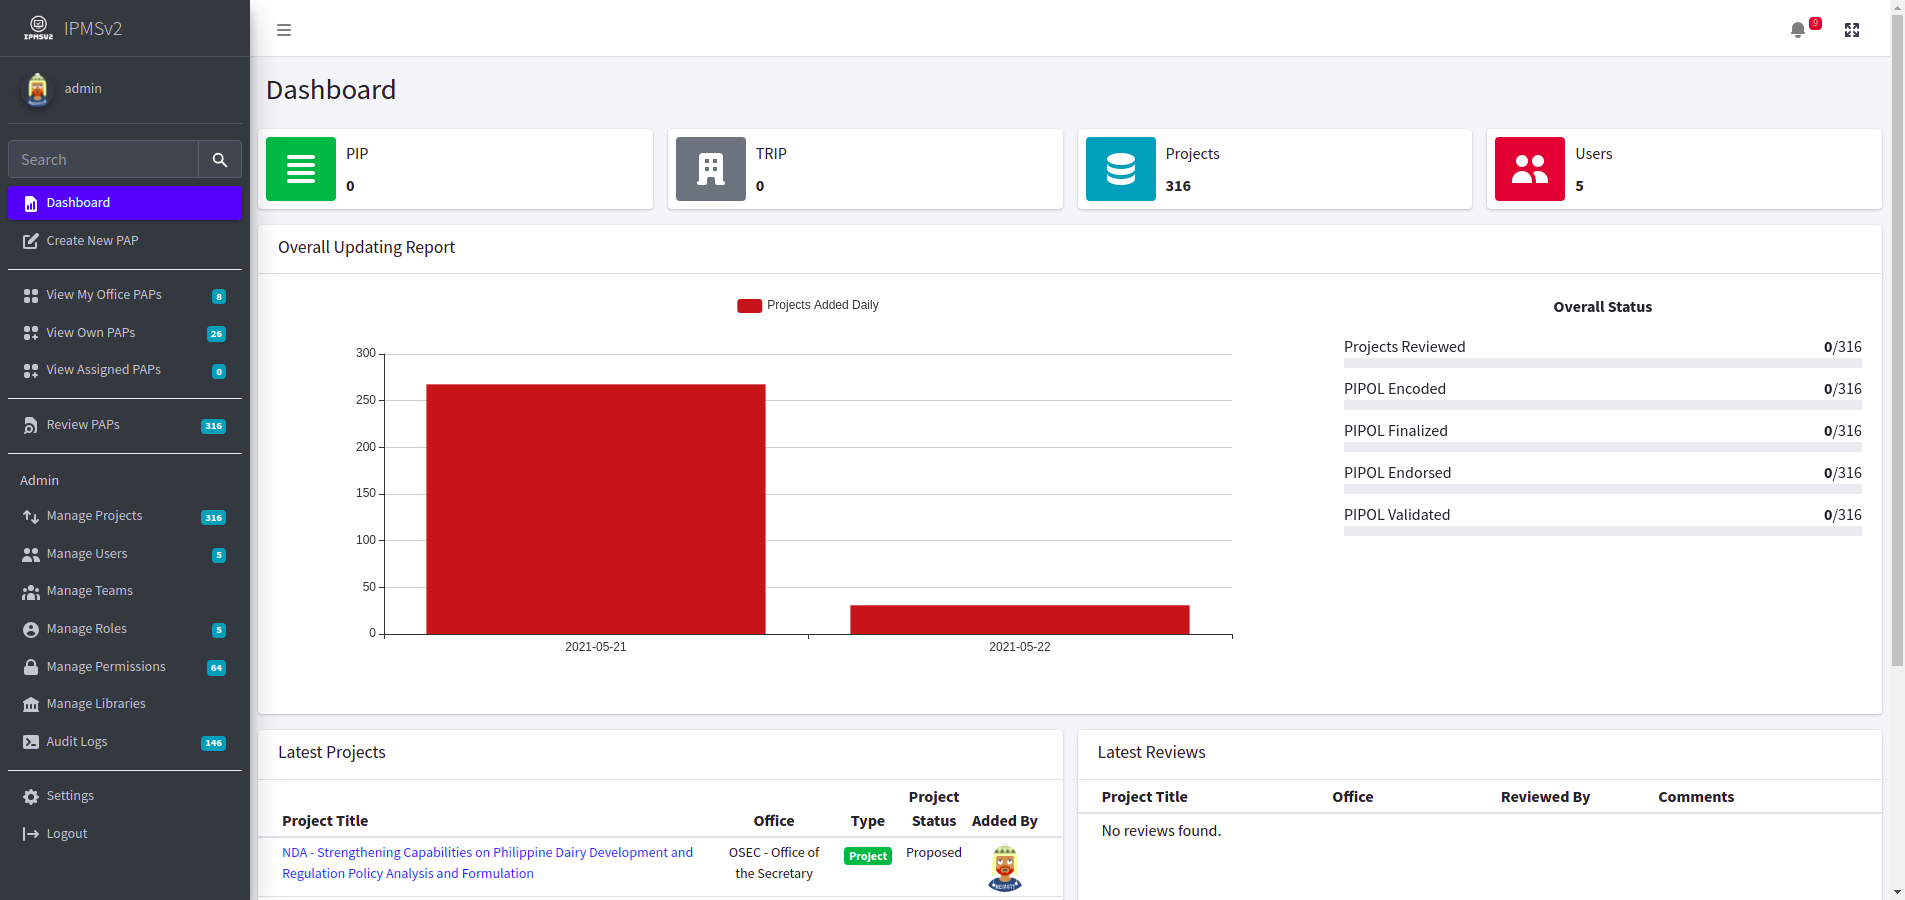 IPMSV2 IPMSv2
admin
Search
Dashboard
Create New PAP
View My Office PAPs 8
View Own PAPs 26
View Assigned PAPs 0
Review PAPs 316
Admin
Manage Projects 316
Manage Users 5
Manage Teams
Manage Roles 5
Manage Permissions 64
Manage Libraries
Audit Logs 146
Settings
Logout
9
Dashboard
PIP
0
TRIP
0
Projects
316
Users
5
Overall Updating Report
Projects Added Daily
300
250
200
150
100
50
0
2021-05-21 2021-05-22
Overall Status
Projects Reviewed 0/316
PIPOL Encoded 0/316
PIPOL Finalized 0/316
PIPOL Endorsed 0/316
PIPOL Validated 0/316
Latest Projects
Project Title Office Type Project Status Added By
NDA - Strengthening Capabilities on Philippine Dairy Development and
Regulation Policy Analysis and Formulation
OSEC - Office of
the Secretary
Project
Proposed
Latest Reviews
Project Title Office Reviewed By Comments
No reviews found.